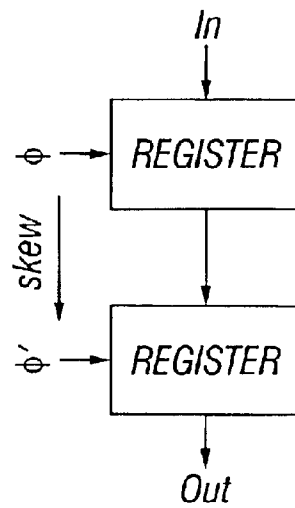 In
ϕ
REGISTER
skew
ϕ′
REGISTER
Out